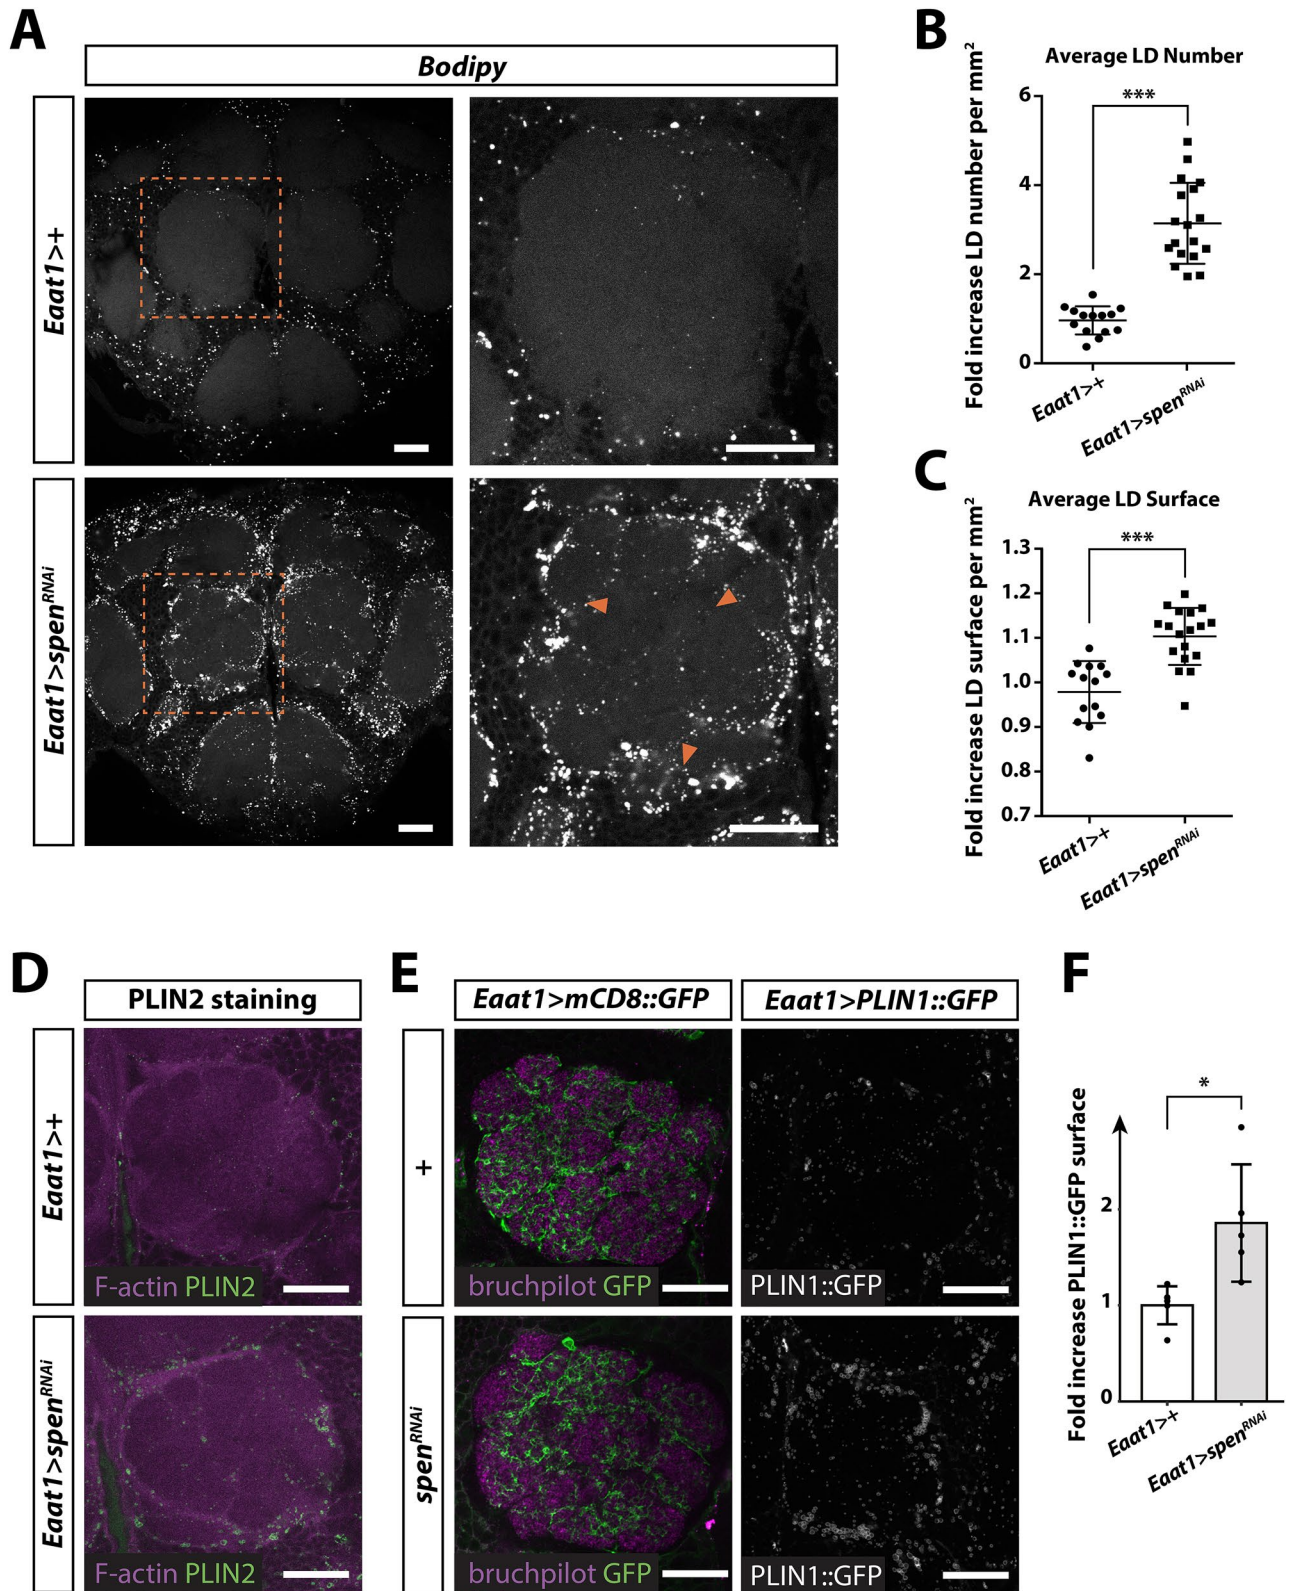 A
Bodipy
Eaat1>+
Eaat1>spen^RNAi
B
Average LD Number
Fold increase LD number per mm²
6
4
2
0
***
Eaat1>+
Eaat1>spen^RNAi
C
Average LD Surface
Fold increase LD surface per mm²
1.3
1.2
1.1
1.0
0.9
0.8
0.7
***
Eaat1>+
Eaat1>spen^RNAi
D
PLIN2 staining
Eaat1>+
F-actin PLIN2
Eaat1>spen^RNAi
F-actin PLIN2
E
Eaat1>mCD8::GFP
Eaat1>PLIN1::GFP
+
bruchpilot GFP
PLIN1::GFP
spen^RNAi
bruchpilot GFP
PLIN1::GFP
F
Fold increase PLIN1::GFP surface
2
1
0
*
Eaat1>+
Eaat1>spen^RNAi